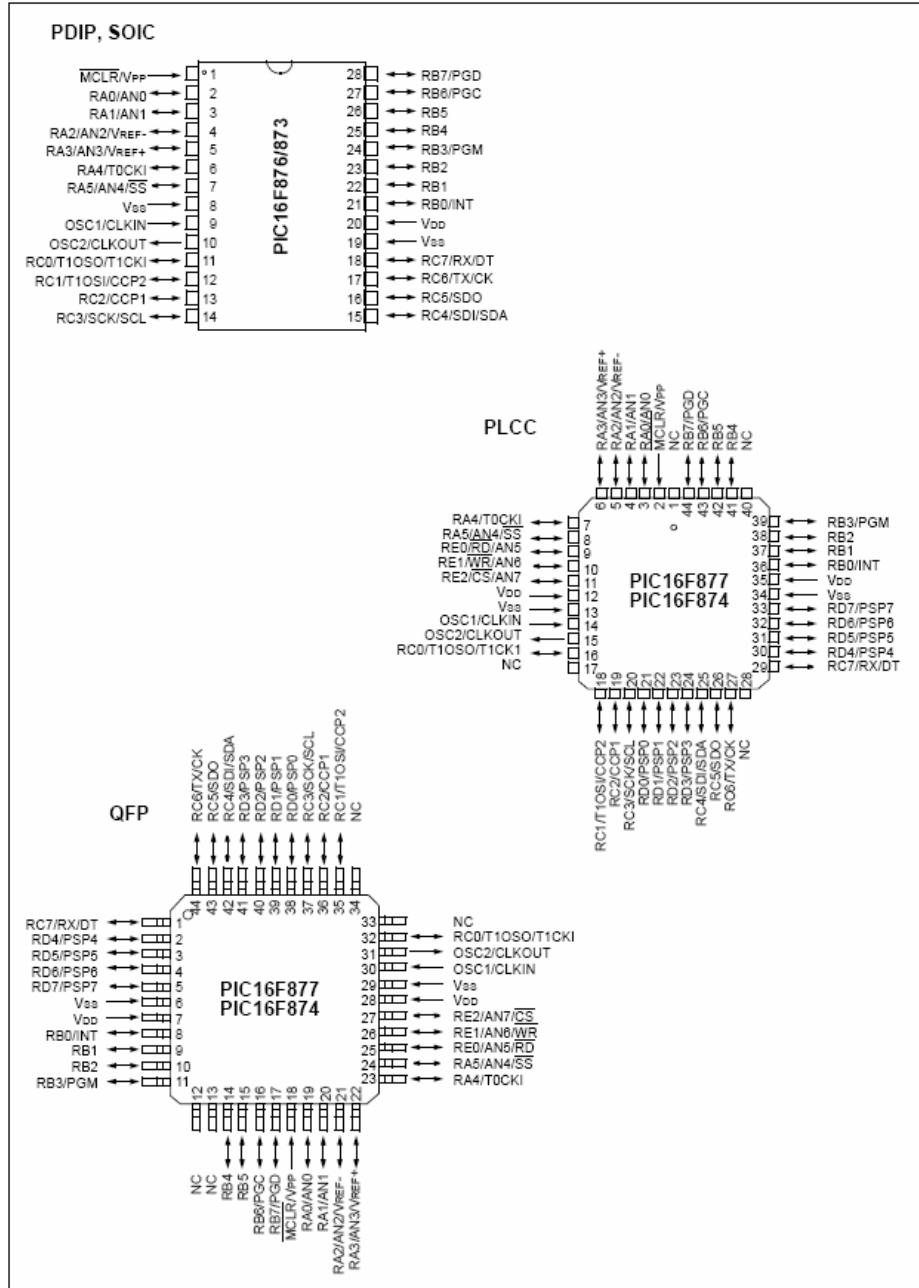 PDIP, SOIC
MCLR/VPP 1
RA0/AN0 2
RA1/AN1 3
RA2/AN2/VREF- 4
RA3/AN3/VREF+ 5
RA4/T0CKI 6
RA5/AN4/SS 7
VSS 8
OSC1/CLKIN 9
OSC2/CLKOUT 10
RC0/T1OSO/T1CKI 11
RC1/T1OSI/CCP2 12
RC2/CCP1 13
RC3/SCK/SCL 14
PIC16F876/873
28 RB7/PGD
27 RB6/PGC
26 RB5
25 RB4
24 RB3/PGM
23 RB2
22 RB1
21 RB0/INT
20 VDD
19 VSS
18 RC7/RX/DT
17 RC6/TX/CK
16 RC5/SDO
15 RC4/SDI/SDA
PLCC
RA3/AN3/VREF+ 6
RA2/AN2/VREF- 5
RA1/AN1 4
RA0/AN0 3
MCLR/VPP 2
NC 1
RB7/PGD 44
RB6/PGC 43
RB5 42
RB4 41
NC 40
RA4/T0CKI 7
RA5/AN4/SS 8
RE0/RD/AN5 9
RE1/WR/AN6 10
RE2/CS/AN7 11
VDD 12
VSS 13
OSC1/CLKIN 14
OSC2/CLKOUT 15
RC0/T1OSO/T1CK1 16
NC 17
PIC16F877
PIC16F874
39 RB3/PGM
38 RB2
37 RB1
36 RB0/INT
35 VDD
34 VSS
33 RD7/PSP7
32 RD6/PSP6
31 RD5/PSP5
30 RD4/PSP4
29 RC7/RX/DT
18 RC1/T1OSI/CCP2
19 RC2/CCP1
20 RC3/SCK/SCL
21 RD0/PSP0
22 RD1/PSP1
23 RD2/PSP2
24 RD3/PSP3
25 RC4/SDI/SDA
26 RC5/SDO
27 RC6/TX/CK
28 NC
QFP
RC6/TX/CK 44
RC5/SDO 43
RC4/SDI/SDA 42
RD3/PSP3 41
RD2/PSP2 40
RD1/PSP1 39
RD0/PSP0 38
RC3/SCK/SCL 37
RC2/CCP1 36
RC1/T1OSI/CCP2 35
NC 34
RC7/RX/DT 1
RD4/PSP4 2
RD5/PSP5 3
RD6/PSP6 4
RD7/PSP7 5
VSS 6
VDD 7
RB0/INT 8
RB1 9
RB2 10
RB3/PGM 11
PIC16F877
PIC16F874
33 NC
32 RC0/T1OSO/T1CKI
31 OSC2/CLKOUT
30 OSC1/CLKIN
29 VSS
28 VDD
27 RE2/AN7/CS
26 RE1/AN6/WR
25 RE0/AN5/RD
24 RA5/AN4/SS
23 RA4/T0CKI
12 NC
13 NC
14 RB4
15 RB5
16 RB6/PGC
17 RB7/PGD
18 MCLR/VPP
19 RA0/AN0
20 RA1/AN1
21 RA2/AN2/VREF-
22 RA3/AN3/VREF+